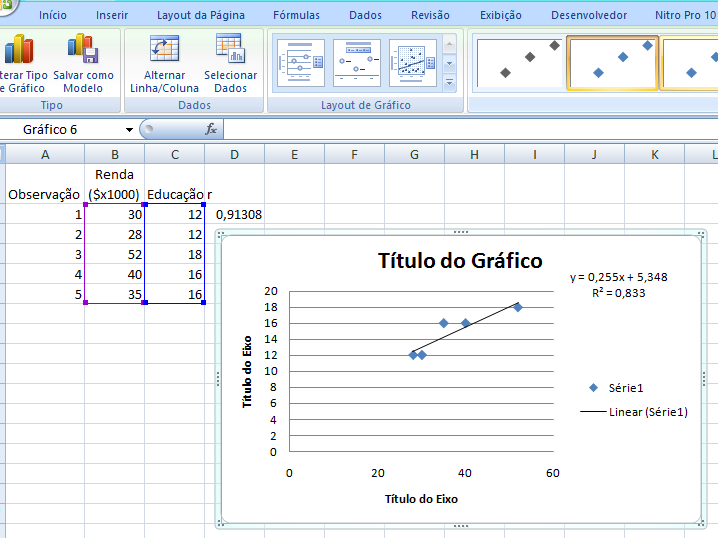 Início Inserir Layout da Página Fórmulas Dados Revisão Exibição Desenvolvedor Nitro Pro 10
terar Tipo Salvar como Alternar Selecionar
e Gráfico Modelo Linha/Coluna Dados
Tipo Dados Layout de Gráfico
Gráfico 6 fx
A B C D E F G H I J K L
Renda
Observação ($x1000) Educação r
1 30 12 0,91308
2 28 12
3 52 18
4 40 16
5 35 16
Título do Gráfico
y = 0,255x + 5,348
R² = 0,833
20
18
16
14
12
10
8
6
4
2
0
Título do Eixo
0 20 40 60
Título do Eixo
Série1
Linear (Série1)